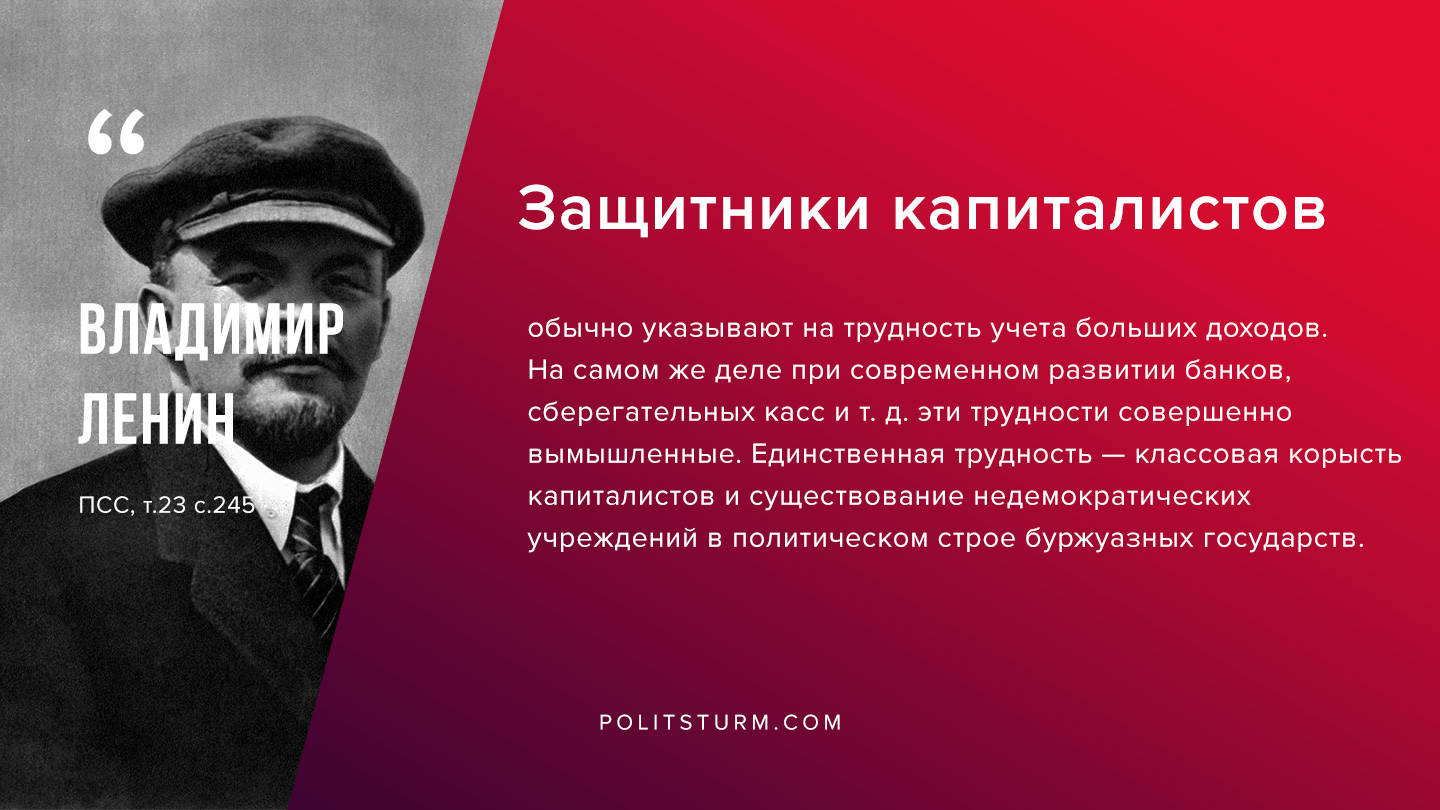 “
ВЛАДИМИР
ЛЕНИН
ПСС, т.23 с.245
Защитники капиталистов
обычно указывают на трудность учета больших доходов.
На самом же деле при современном развитии банков,
сберегательных касс и т. д. эти трудности совершенно
вымышленные. Единственная трудность — классовая корысть
капиталистов и существование недемократических
учреждений в политическом строе буржуазных государств.
POLITSTURM.COM